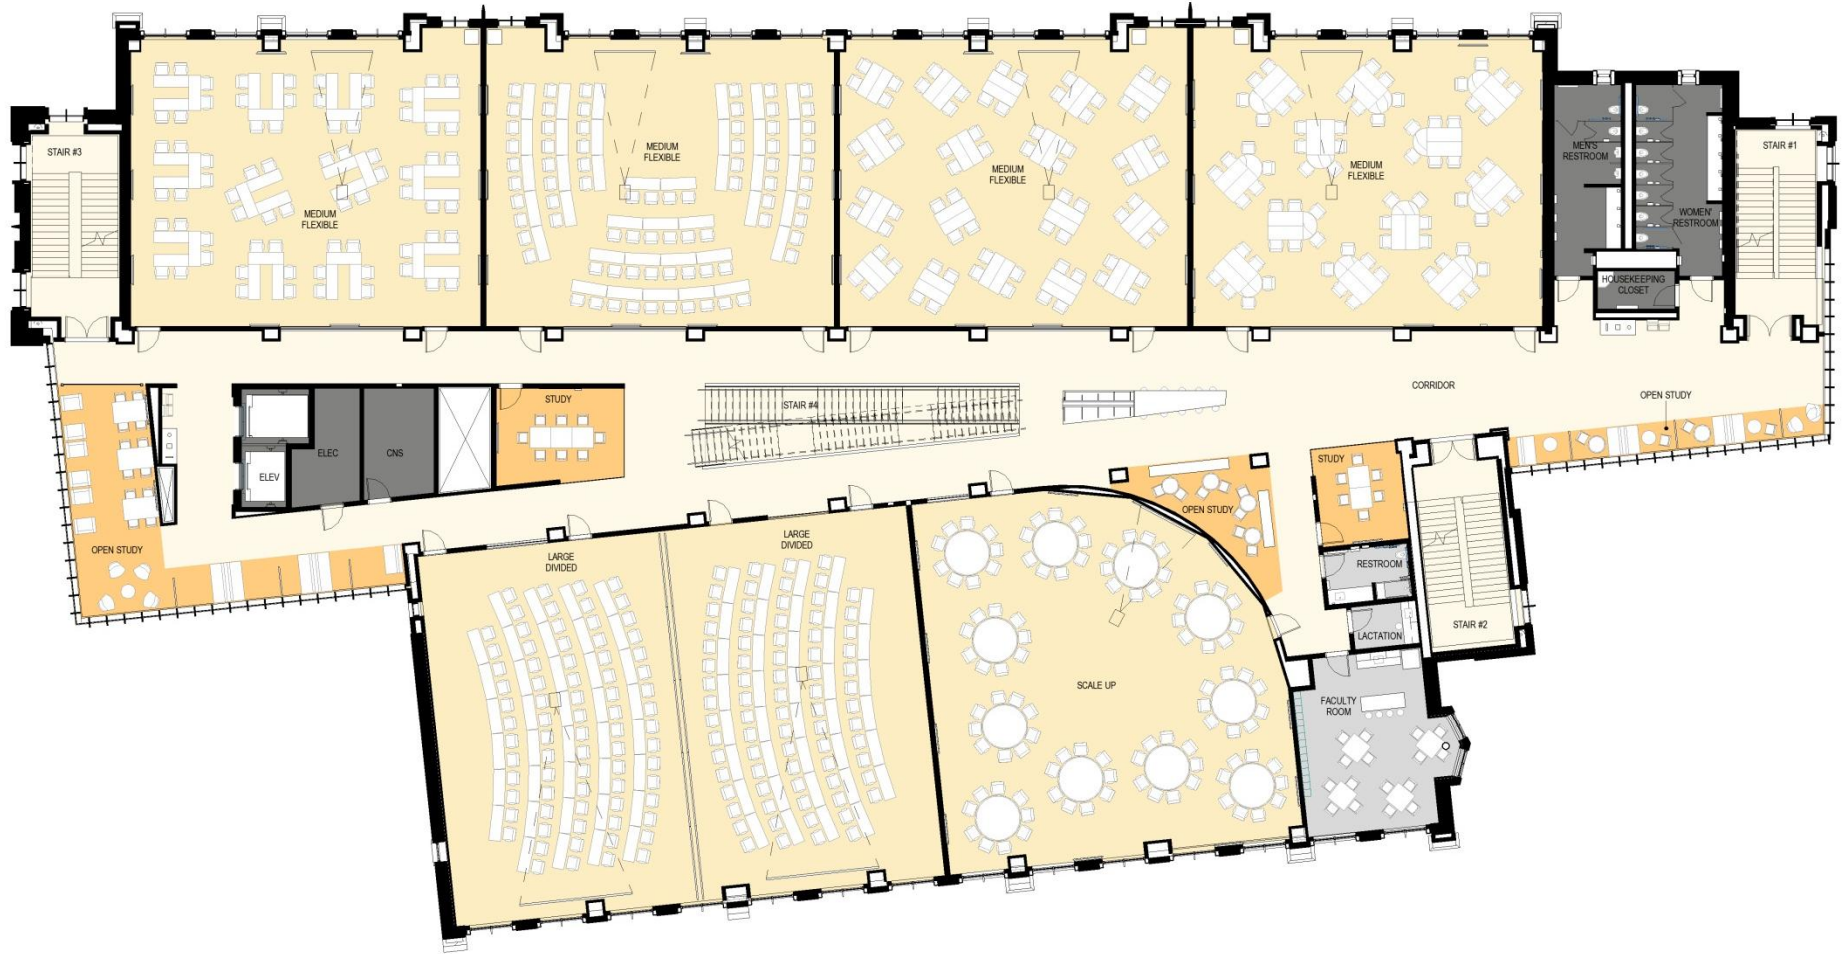 STAIR #3
MEDIUM
FLEXIBLE
MEDIUM
FLEXIBLE
MEDIUM
FLEXIBLE
MEDIUM
FLEXIBLE
MEN'S
RESTROOM
WOMEN'
RESTROOM
STAIR #1
HOUSEKEEPING
CLOSET
CORRIDOR
OPEN STUDY
STUDY
STAIR #4
ELEC
CNS
ELEV
STUDY
OPEN STUDY
OPEN STUDY
LARGE
DIVIDED
LARGE
DIVIDED
RESTROOM
STAIR #2
LACTATION
SCALE UP
FACULTY
ROOM